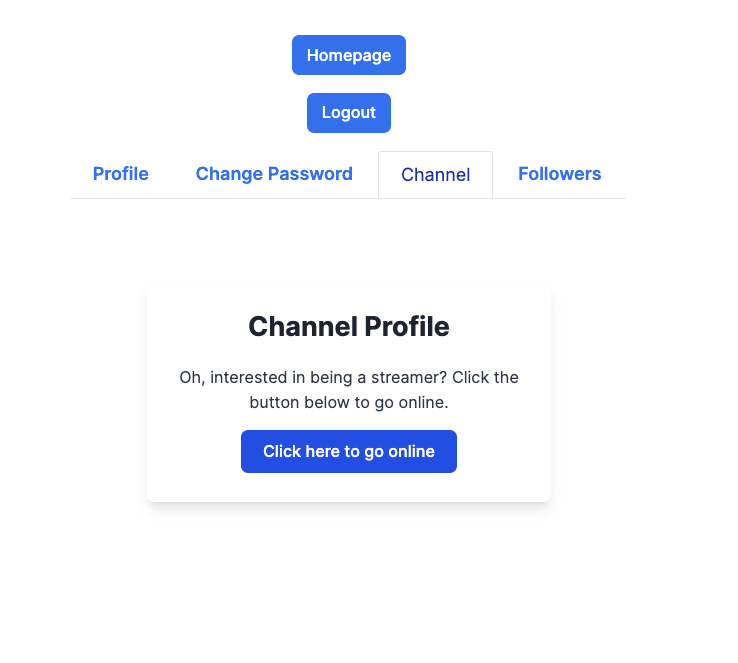 Homepage
Logout
Profile Change Password Channel Followers
Channel Profile
Oh, interested in being a streamer? Click the
button below to go online.
Click here to go online